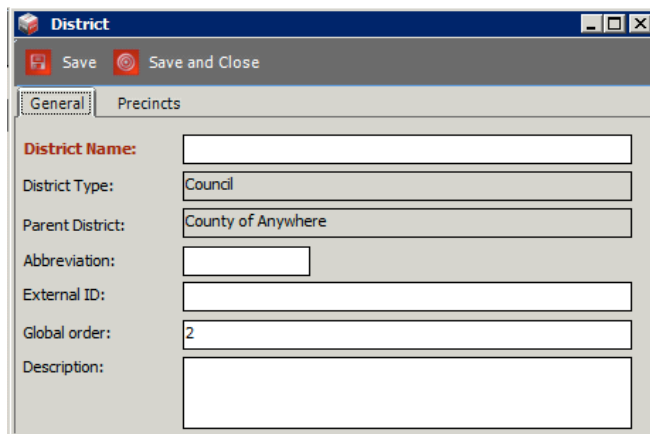 District
Save Save and Close
General Precincts
District Name:
District Type: Council
Parent District: County of Anywhere
Abbreviation:
External ID:
Global order: 2
Description: